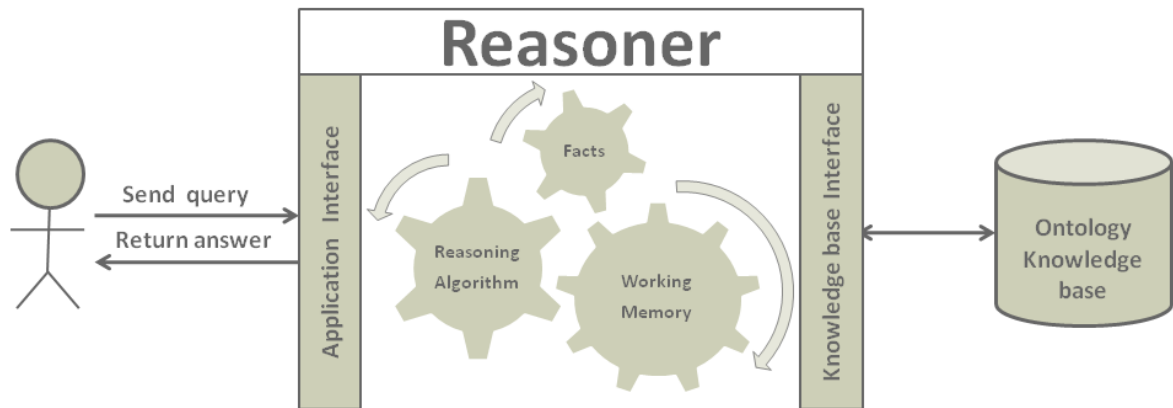 Reasoner
Application Interface
Knowledge base Interface
Facts
Send query
Return answer
Reasoning
Algorithm
Working
Memory
Ontology
Knowledge
base